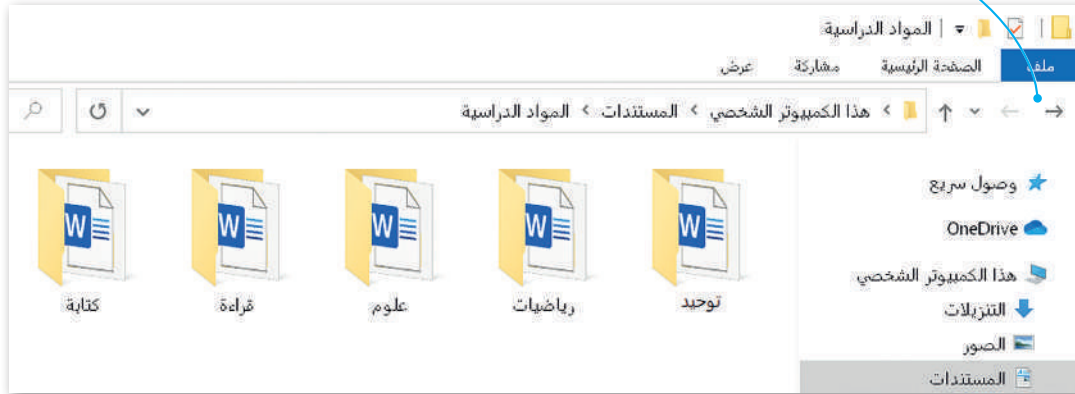 المواد الدراسية
ملف الصفحة الرئيسية مشاركة عرض
هذا الكمبيوتر الشخصي > المستندات > المواد الدراسية
وصول سريع
OneDrive
هذا الكمبيوتر الشخصي
التنزيلات
الصور
المستندات
توحيد رياضيات علوم قراءة كتابة